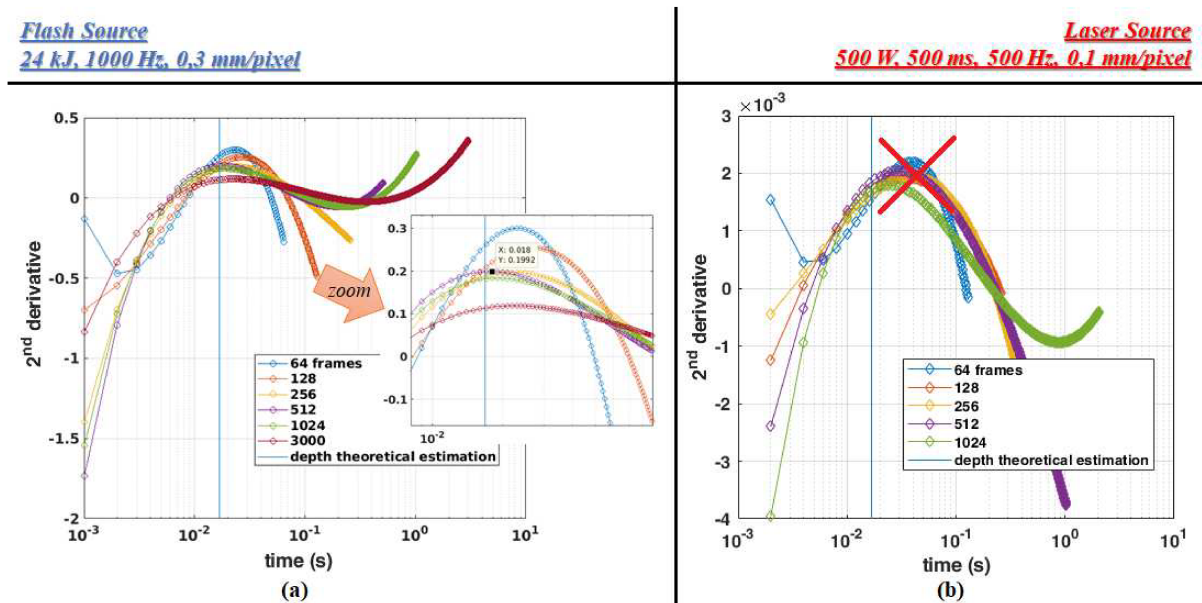 Flash Source
24 kJ, 1000 Hz, 0,3 mm/pixel
Laser Source
500 W, 500 ms, 500 Hz, 0,1 mm/pixel
0.5
0
-0.5
-1
-1.5
-2
2nd derivative
10-3
10-2
10-1
100
101
time (s)
zoom
0.3
0.2
0.1
0
-0.1
10-2
X: 0.018
Y: 0.1992
64 frames
128
256
512
1024
3000
depth theoretical estimation
(a)
× 10-3
3
2
1
0
-1
-2
-3
-4
2nd derivative
10-3
10-2
10-1
100
101
time (s)
64 frames
128
256
512
1024
depth theoretical estimation
(b)